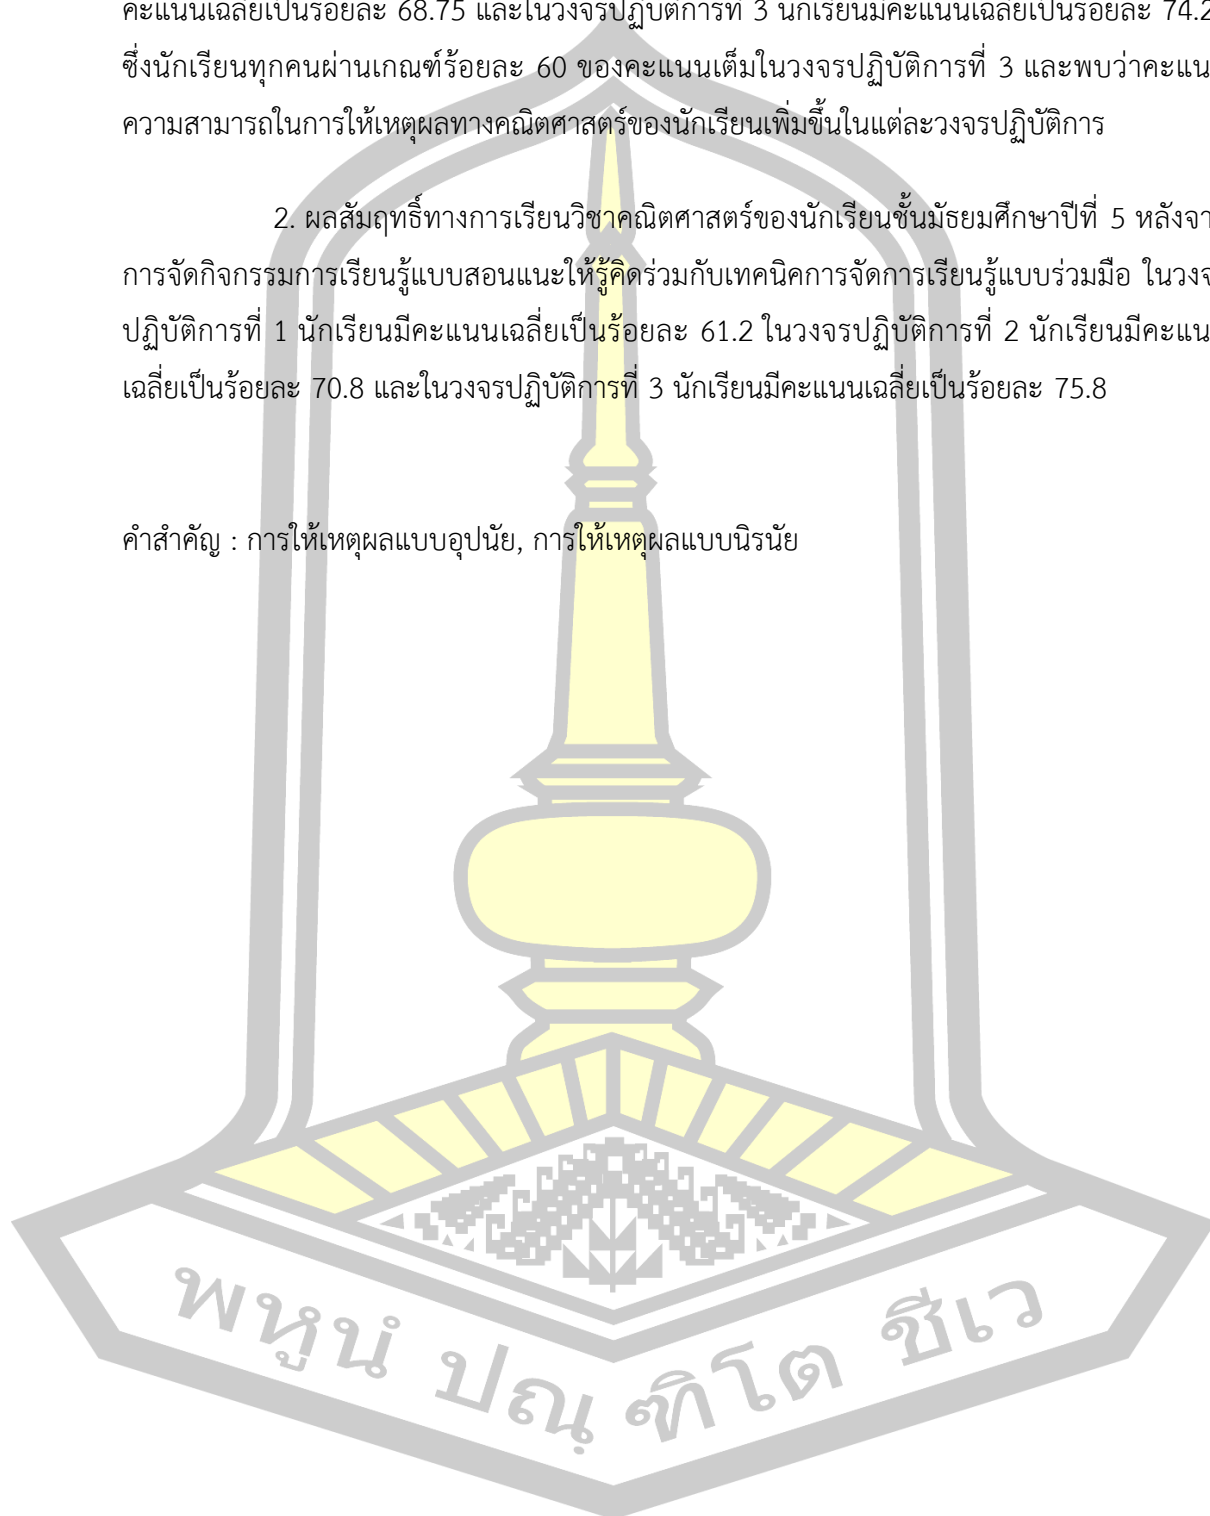 คะแนนเฉลี่ยเป็นร้อยละ 68.75 และในวงจรปฏิบัติการที่ 3 นักเรียนมีคะแนนเฉลี่ยเป็นร้อยละ 74.2
ซึ่งนักเรียนทุกคนผ่านเกณฑ์ร้อยละ 60 ของคะแนนเต็มในวงจรปฏิบัติการที่ 3 และพบว่าคะแน
ความสามารถในการให้เหตุผลทางคณิตศาสตร์ของนักเรียนเพิ่มขึ้นในแต่ละวงจรปฏิบัติการ
2. ผลสัมฤทธิ์ทางการเรียนวิชาคณิตศาสตร์ของนักเรียนชั้นมัธยมศึกษาปีที่ 5 หลังจา
การจัดกิจกรรมการเรียนรู้แบบสอนแนะให้รู้คิดร่วมกับเทคนิคการจัดการเรียนรู้แบบร่วมมือ ในวงจ
ปฏิบัติการที่ 1 นักเรียนมีคะแนนเฉลี่ยเป็นร้อยละ 61.2 ในวงจรปฏิบัติการที่ 2 นักเรียนมีคะแน
เฉลี่ยเป็นร้อยละ 70.8 และในวงจรปฏิบัติการที่ 3 นักเรียนมีคะแนนเฉลี่ยเป็นร้อยละ 75.8
คำสำคัญ : การให้เหตุผลแบบอุปนัย, การให้เหตุผลแบบนิรนัย
พหูนํ ปณฺ ฑิโต ชีเว